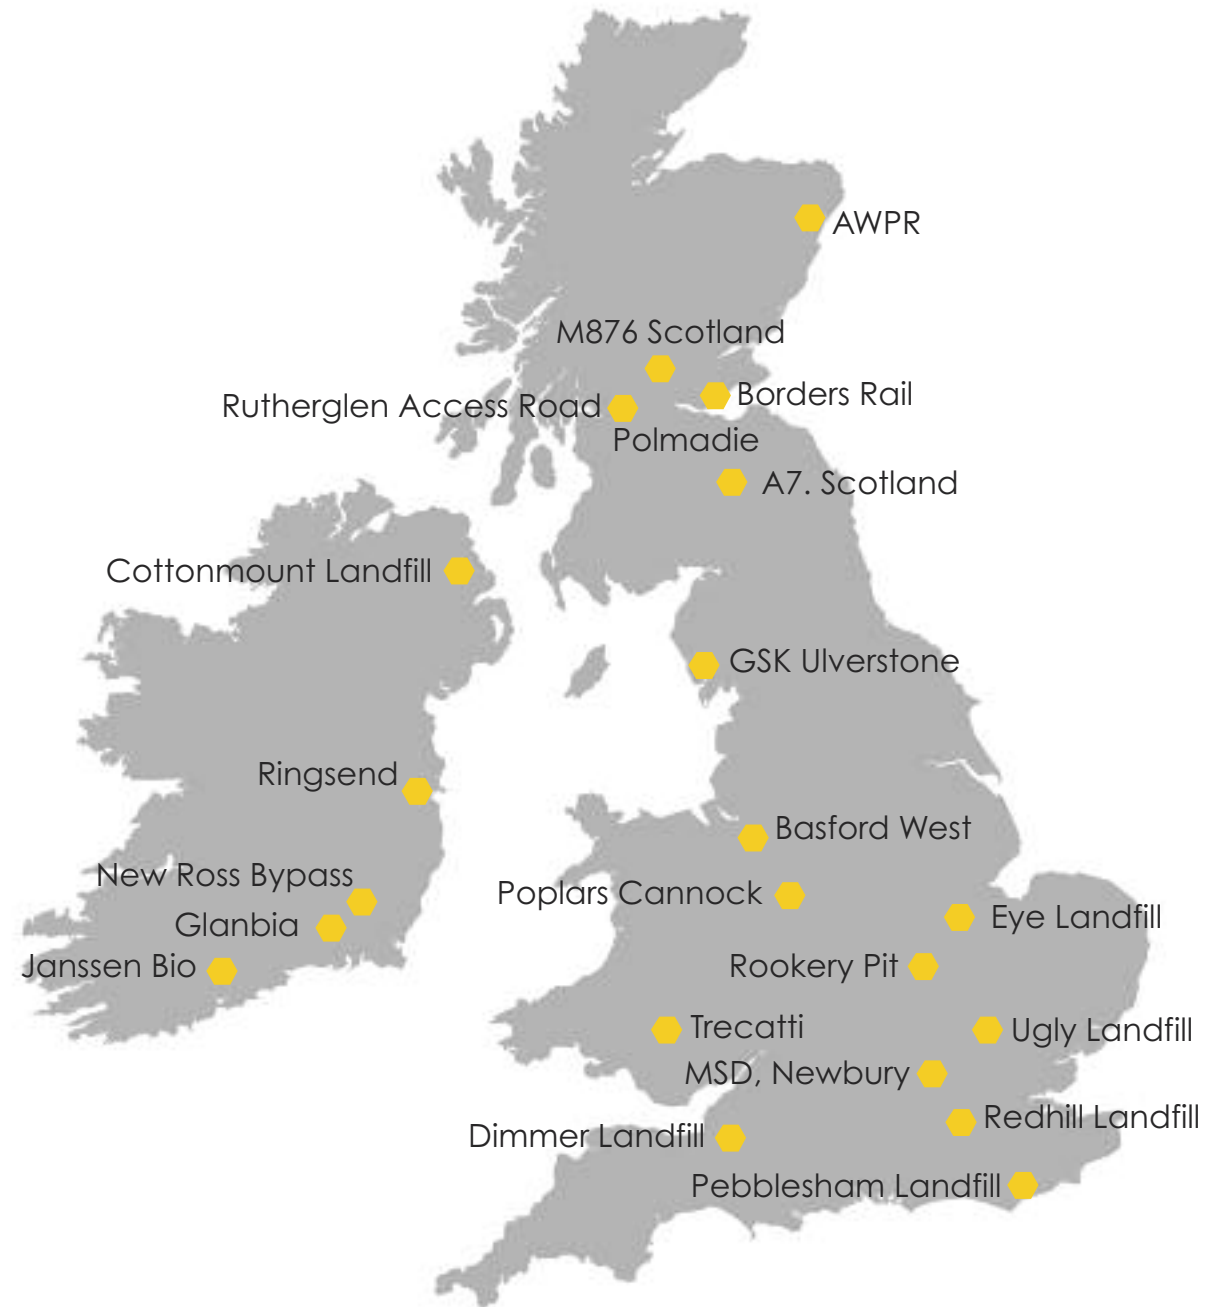 AWPR
M876 Scotland
Borders Rail
Rutherglen Access Road
Polmadie
A7. Scotland
Cottonmount Landfill
GSK Ulverstone
Ringsend
Basford West
New Ross Bypass
Poplars Cannock
Glanbia
Eye Landfill
Janssen Bio
Rookery Pit
Trecatti
Ugly Landfill
MSD, Newbury
Redhill Landfill
Dimmer Landfill
Pebblesham Landfill